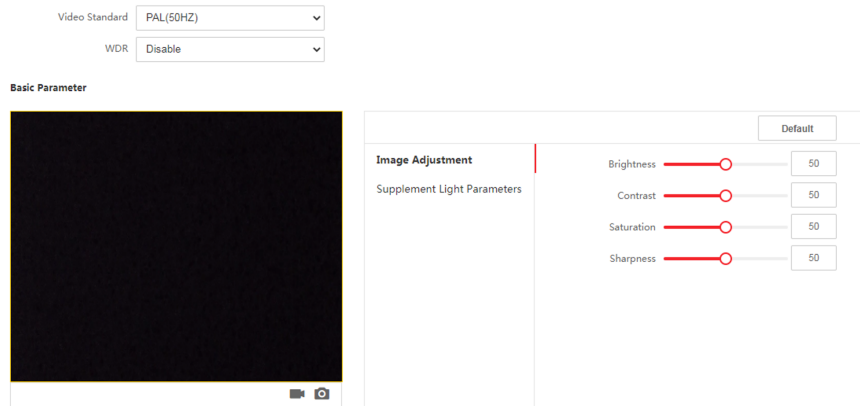 Video Standard PAL(50HZ)
WDR Disable
Basic Parameter
Default
Image Adjustment
Supplement Light Parameters
Brightness 50
Contrast 50
Saturation 50
Sharpness 50